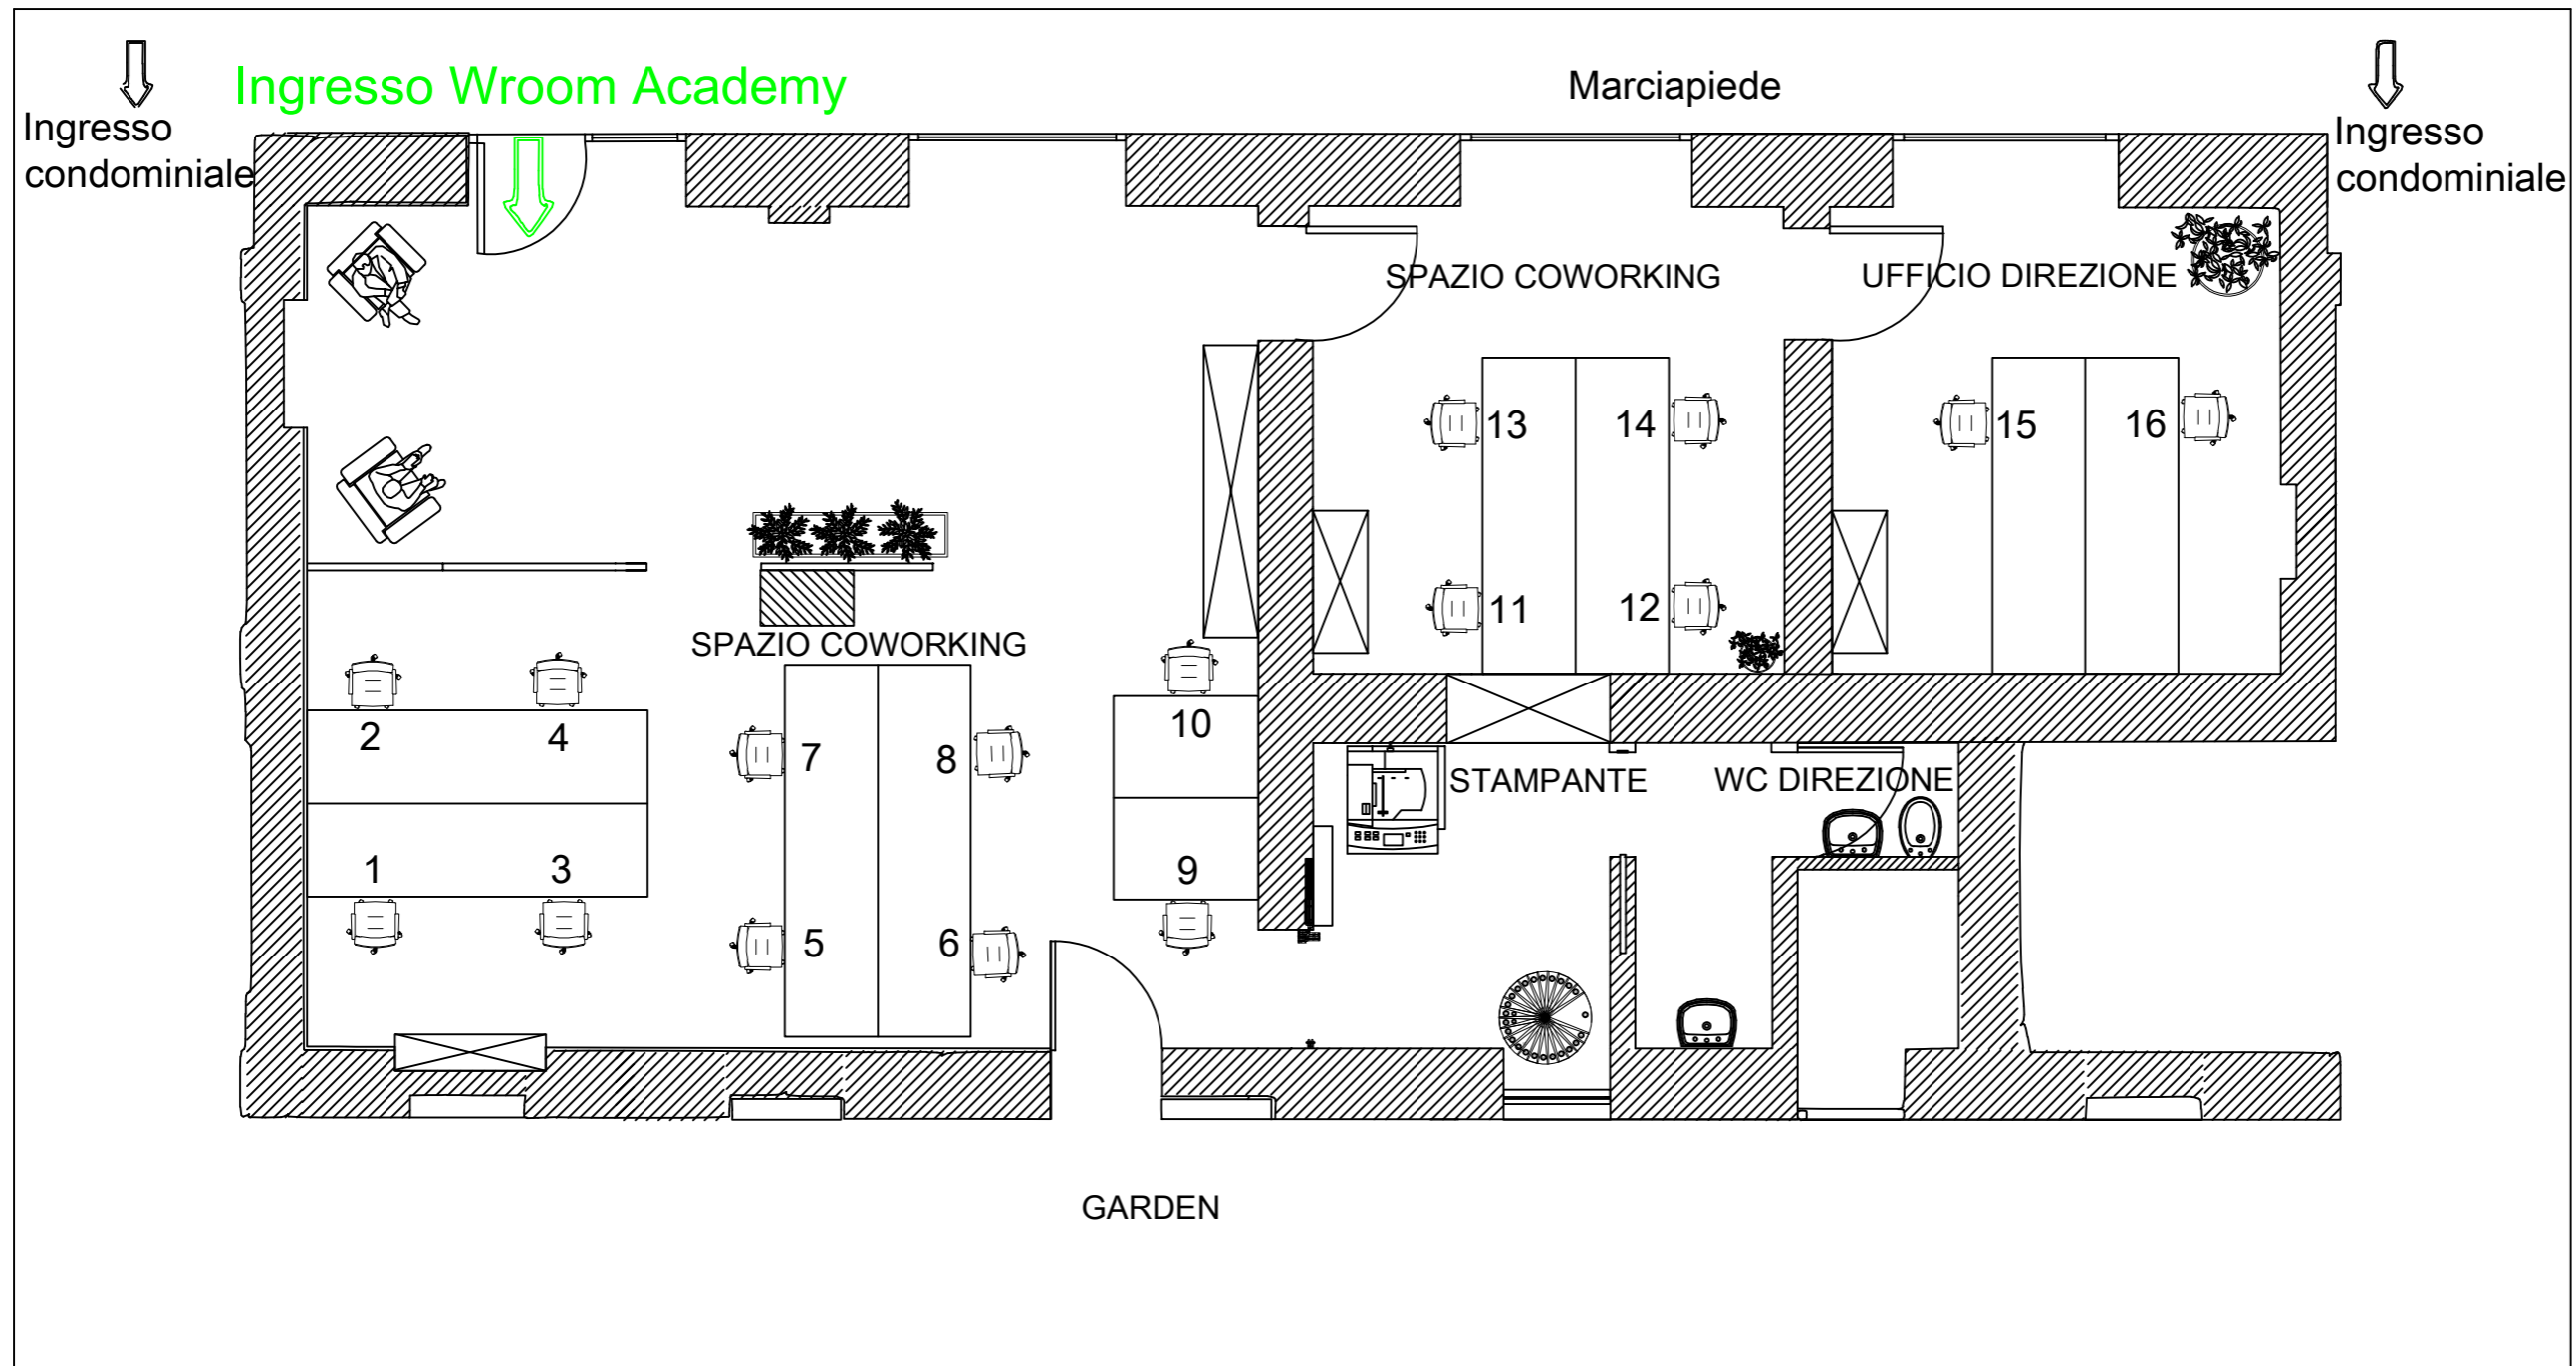 Ingresso Wroom Academy
Marciapiede
Ingresso
condominiale
Ingresso
condominiale
SPAZIO COWORKING
UFFICIO DIREZIONE
13
14
15
16
11
12
SPAZIO COWORKING
2
4
7
8
10
STAMPANTE
WC DIREZIONE
1
3
5
6
9
GARDEN